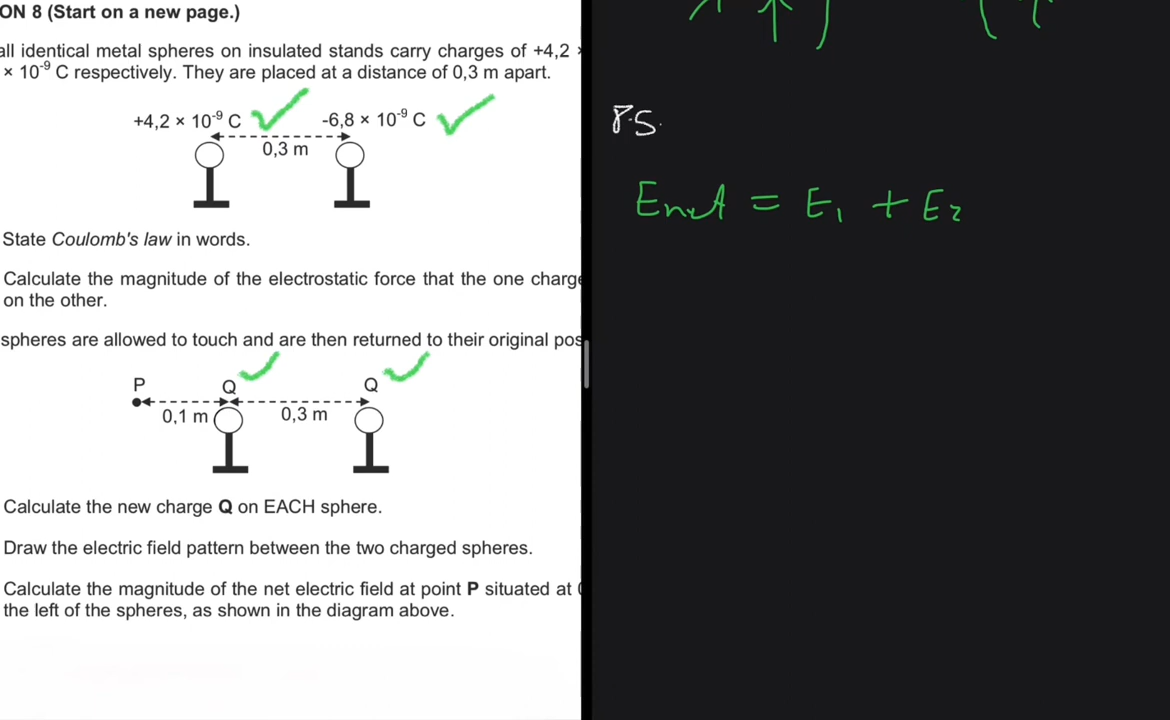 ON 8 (Start on a new page.)
all identical metal spheres on insulated stands carry charges of +4,2 ×
× 10⁻⁹ C respectively. They are placed at a distance of 0,3 m apart.
+4,2 × 10⁻⁹ C -6,8 × 10⁻⁹ C
0,3 m
State Coulomb's law in words.
Calculate the magnitude of the electrostatic force that the one charge
on the other.
spheres are allowed to touch and are then returned to their original pos
P Q Q
0,1 m 0,3 m
Calculate the new charge Q on EACH sphere.
Draw the electric field pattern between the two charged spheres.
Calculate the magnitude of the net electric field at point P situated at
the left of the spheres, as shown in the diagram above.
8.5.
Enet = E₁ + E₂